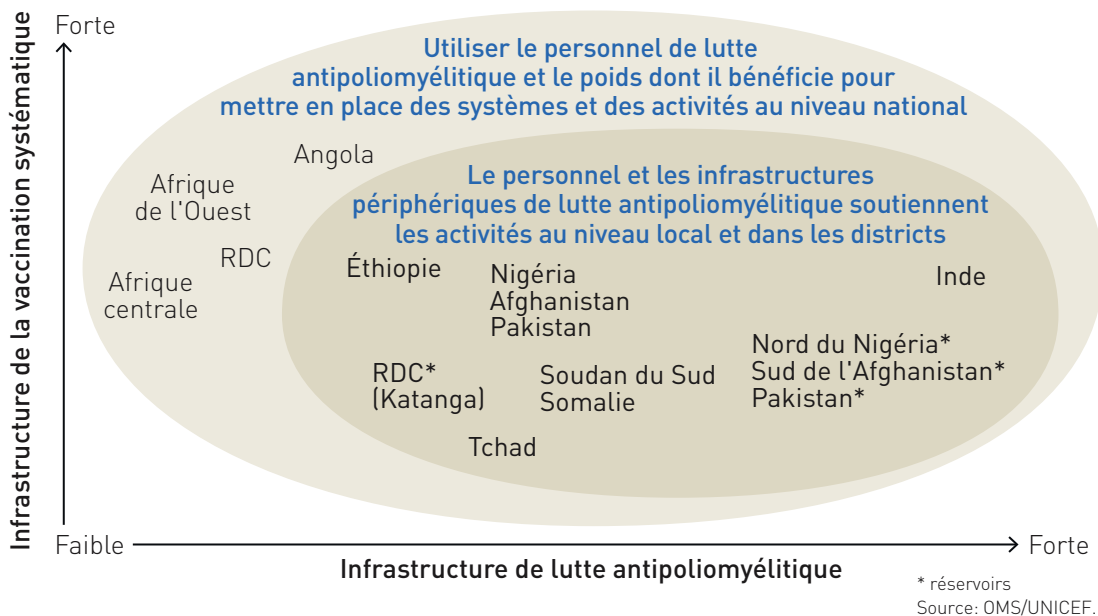 Infrastructure de la vaccination systématique
Forte
Utiliser le personnel de lutte
antipoliomyélitique et le poids dont il bénéficie pour
mettre en place des systèmes et des activités au niveau national
Angola
Afrique
de l'Ouest
RDC
Afrique
centrale
Le personnel et les infrastructures
périphériques de lutte antipoliomyélitique soutiennent
les activités au niveau local et dans les districts
Éthiopie
Nigéria
Afghanistan
Pakistan
Inde
RDC*
(Katanga)
Soudan du Sud
Somalie
Nord du Nigéria*
Sud de l'Afghanistan*
Pakistan*
Tchad
Faible
Forte
Infrastructure de lutte antipoliomyélitique
* réservoirs
Source: OMS/UNICEF.